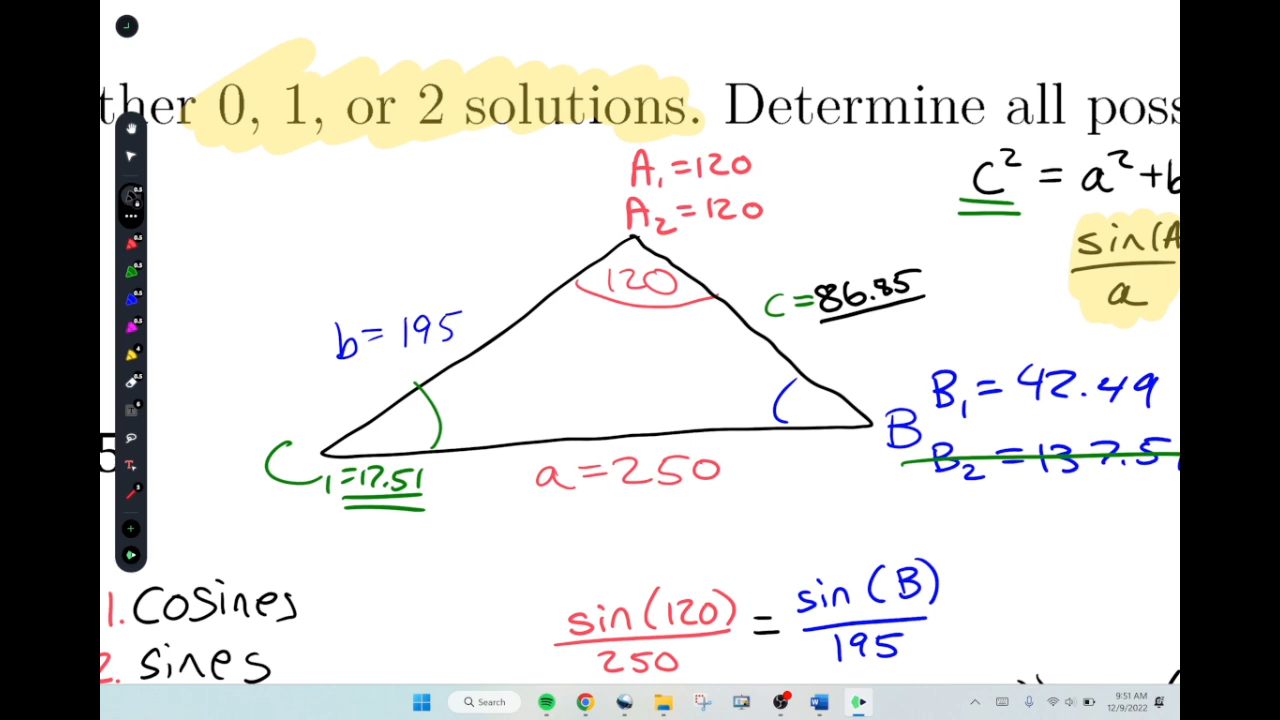 ther 0, 1, or 2 solutions. Determine all poss
A₁=120
A₂=120
c² = a²+b
sin(A
a
120
c=86.85
b=195
B₁=42.49
B
B₂=137.5
C₁=17.51
a=250
5
1. Cosines
2. sines
sin(120) = sin(B)
250 195
Search
9:51 AM
12/9/2022